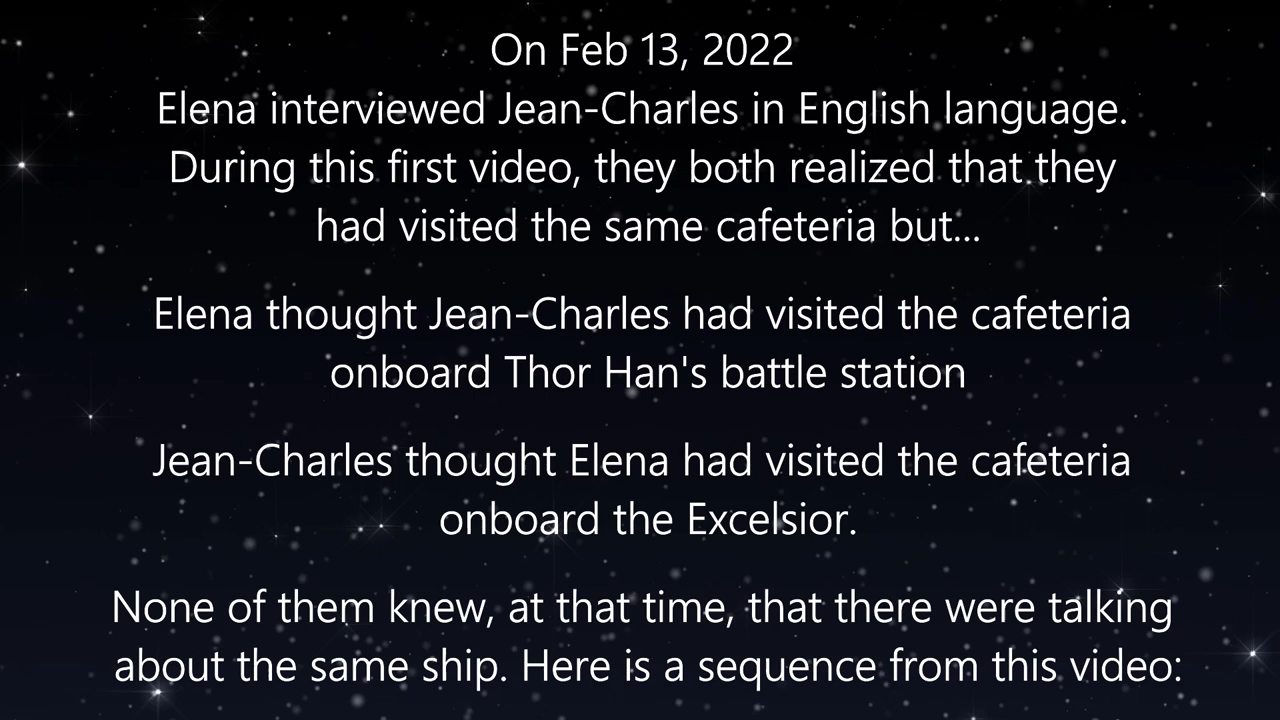 On Feb 13, 2022
Elena interviewed Jean-Charles in English language.
During this first video, they both realized that they
had visited the same cafeteria but...
Elena thought Jean-Charles had visited the cafeteria
onboard Thor Han's battle station
Jean-Charles thought Elena had visited the cafeteria
onboard the Excelsior.
None of them knew, at that time, that there were talking
about the same ship. Here is a sequence from this video: